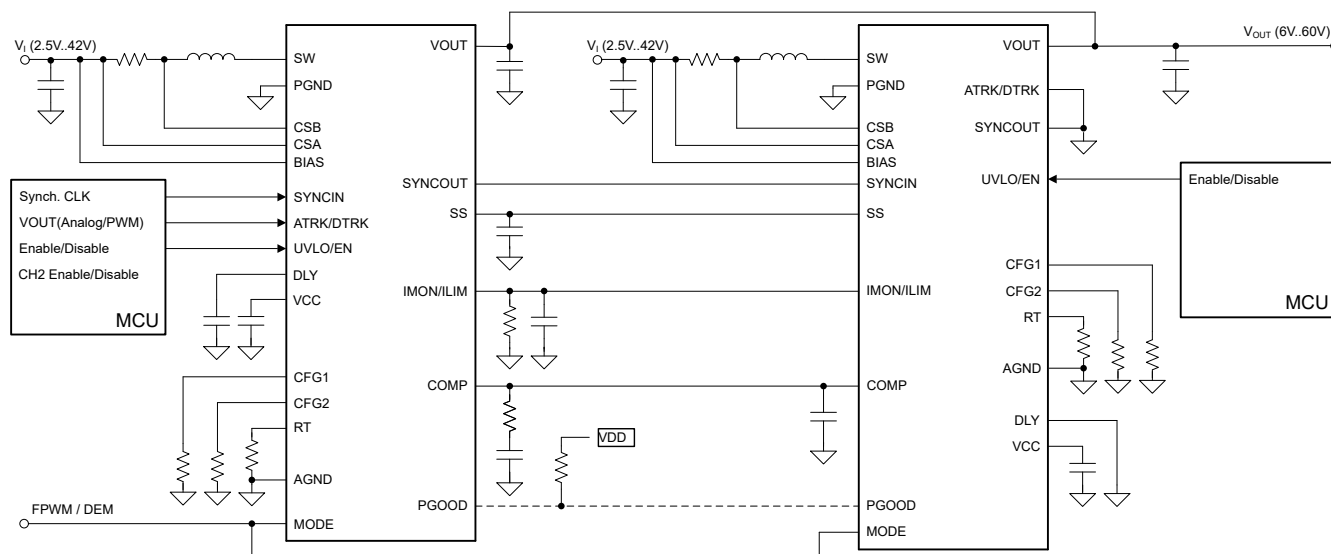 VI (2.5V..42V)
SW
PGND
CSB
CSA
BIAS
SYNCIN
ATRK/DTRK
UVLO/EN
DLY
VCC
CFG1
CFG2
RT
AGND
MODE
VOUT
SYNCOUT
SS
IMON/ILIM
COMP
PGOOD
Synch. CLK
VOUT(Analog/PWM)
Enable/Disable
CH2 Enable/Disable
MCU
FPWM / DEM
VDD
VI (2.5V..42V)
SW
PGND
CSB
CSA
BIAS
SYNCIN
SS
IMON/ILIM
COMP
PGOOD
MODE
VOUT
ATRK/DTRK
SYNCOUT
UVLO/EN
CFG1
CFG2
RT
AGND
DLY
VCC
VOUT (6V..60V)
Enable/Disable
MCU